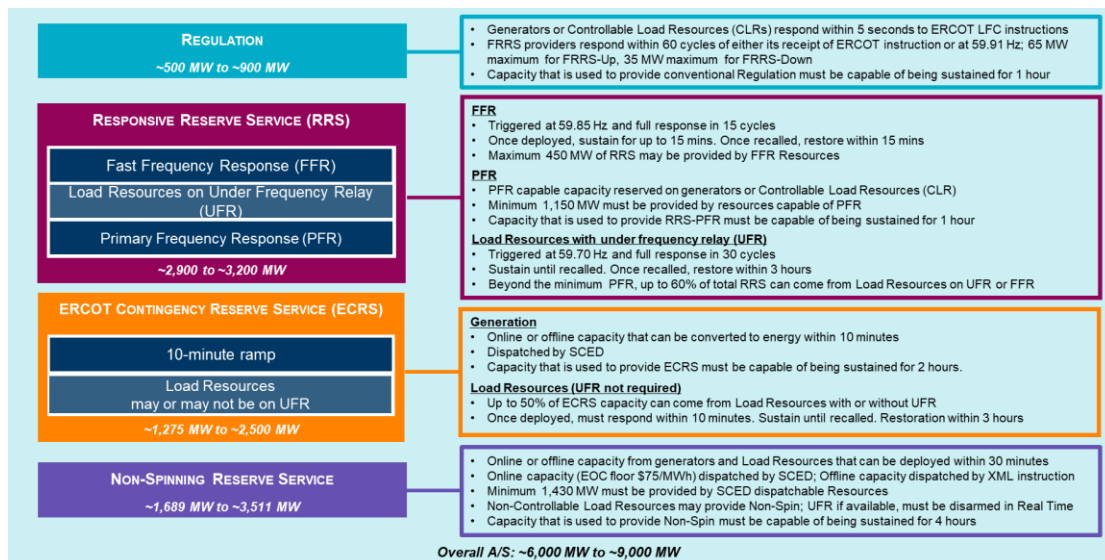 REGULATION
~500 MW to ~900 MW
• Generators or Controllable Load Resources (CLRs) respond within 5 seconds to ERCOT LFC instructions
• FRRS providers respond within 60 cycles of either its receipt of ERCOT instruction or at 59.91 Hz; 65 MW
maximum for FRRS-Up, 35 MW maximum for FRRS-Down
• Capacity that is used to provide conventional Regulation must be capable of being sustained for 1 hour
RESPONSIVE RESERVE SERVICE (RRS)
Fast Frequency Response (FFR)
Load Resources on Under Frequency Relay
(UFR)
Primary Frequency Response (PFR)
~2,900 to ~3,200 MW
FFR
• Triggered at 59.85 Hz and full response in 15 cycles
• Once deployed, sustain for up to 15 mins. Once recalled, restore within 15 mins
• Maximum 450 MW of RRS may be provided by FFR Resources
PFR
• PFR capable capacity reserved on generators or Controllable Load Resources (CLR)
• Minimum 1,150 MW must be provided by resources capable of PFR
• Capacity that is used to provide RRS-PFR must be capable of being sustained for 1 hour
Load Resources with under frequency relay (UFR)
• Triggered at 59.70 Hz and full response in 30 cycles
• Sustain until recalled. Once recalled, restore within 3 hours
• Beyond the minimum PFR, up to 60% of total RRS can come from Load Resources on UFR or FFR
ERCOT CONTINGENCY RESERVE SERVICE (ECRS)
10-minute ramp
Load Resources
may or may not be on UFR
~1,275 MW to ~2,500 MW
Generation
• Online or offline capacity that can be converted to energy within 10 minutes
• Dispatched by SCED
• Capacity that is used to provide ECRS must be capable of being sustained for 2 hours.
Load Resources (UFR not required)
• Up to 50% of ECRS capacity can come from Load Resources with or without UFR
• Once deployed, must respond within 10 minutes. Sustain until recalled. Restoration within 3 hours
NON-SPINNING RESERVE SERVICE
~1,689 MW to ~3,511 MW
• Online or offline capacity from generators and Load Resources that can be deployed within 30 minutes
• Online capacity (EOC floor $75/MWh) dispatched by SCED; Offline capacity dispatched by XML instruction
• Minimum 1,430 MW must be provided by SCED dispatchable Resources
• Non-Controllable Load Resources may provide Non-Spin; UFR if available, must be disarmed in Real Time
• Capacity that is used to provide Non-Spin must be capable of being sustained for 4 hours
Overall A/S: ~6,000 MW to ~9,000 MW